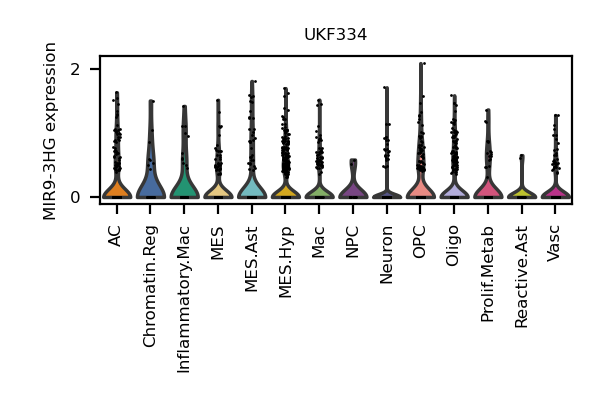 UKF334
MIR9-3HG expression
2
0
AC
Chromatin.Reg
Inflammatory.Mac
MES
MES.Ast
MES.Hyp
Mac
NPC
Neuron
OPC
Oligo
Prolif.Metab
Reactive.Ast
Vasc